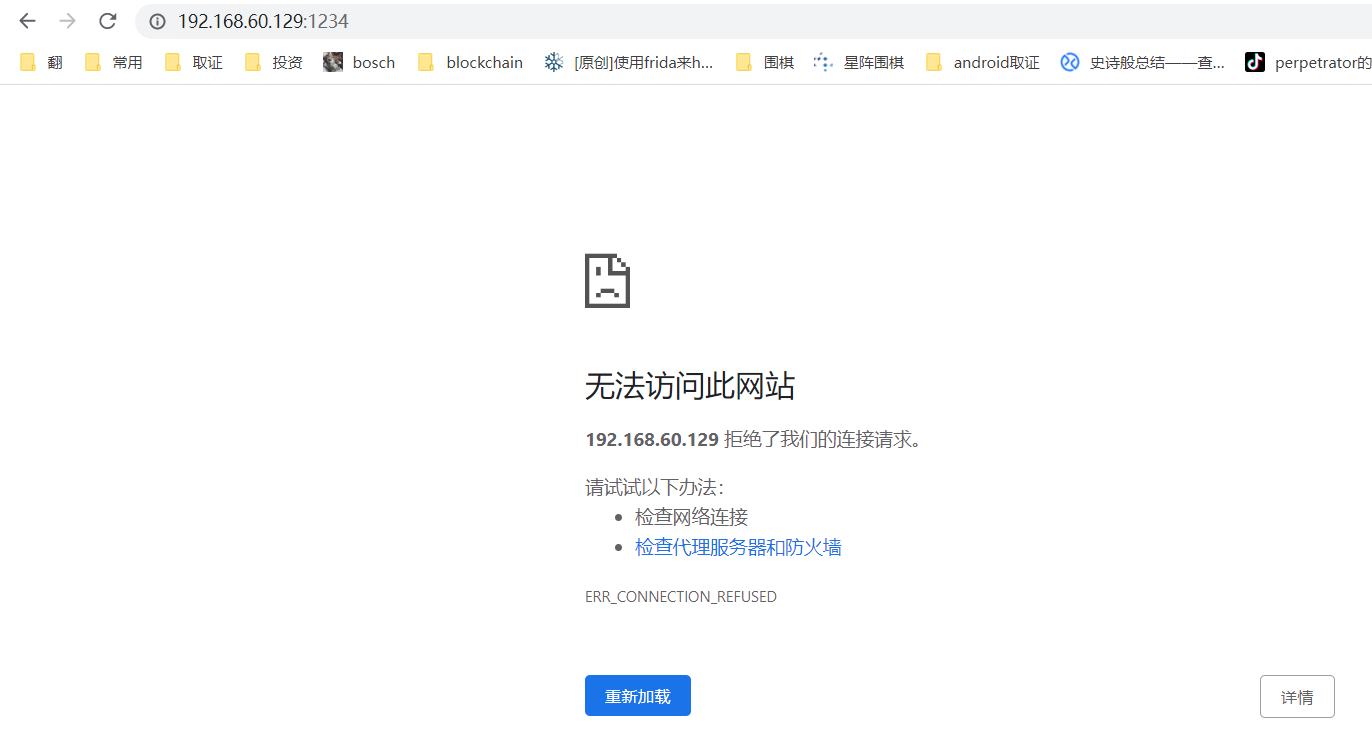 192.168.60.129:1234
翻 常用 取证 投资 bosch blockchain [原创]使用frida来h... 围棋 星阵围棋 android取证 史诗般总结——查... perpetrator的
无法访问此网站
192.168.60.129 拒绝了我们的连接请求。
请试试以下办法：
检查网络连接
检查代理服务器和防火墙
ERR_CONNECTION_REFUSED
重新加载 详情